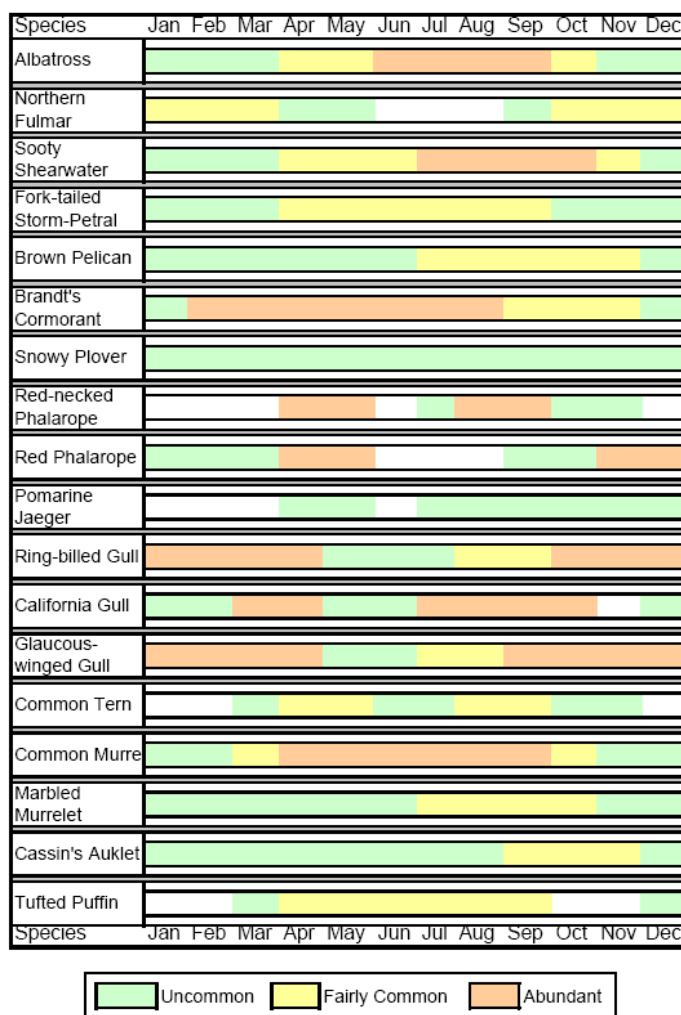 Species Jan Feb Mar Apr May Jun Jul Aug Sep Oct Nov Dec
Albatross
Northern
Fulmar
Sooty
Shearwater
Fork-tailed
Storm-Petral
Brown Pelican
Brandt's
Cormorant
Snowy Plover
Red-necked
Phalarope
Red Phalarope
Pomarine
Jaeger
Ring-billed Gull
California Gull
Glaucous-
winged Gull
Common Tern
Common Murre
Marbled
Murrelet
Cassin's Auklet
Tufted Puffin
Species Jan Feb Mar Apr May Jun Jul Aug Sep Oct Nov Dec
Uncommon Fairly Common Abundant